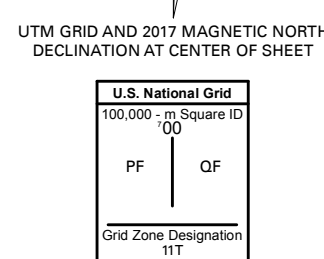 UTM GRID AND 2017 MAGNETIC NORTH
DECLINATION AT CENTER OF SHEET
U.S. National Grid
100,000 - m Square ID
700
PF QF
Grid Zone Designation
11T